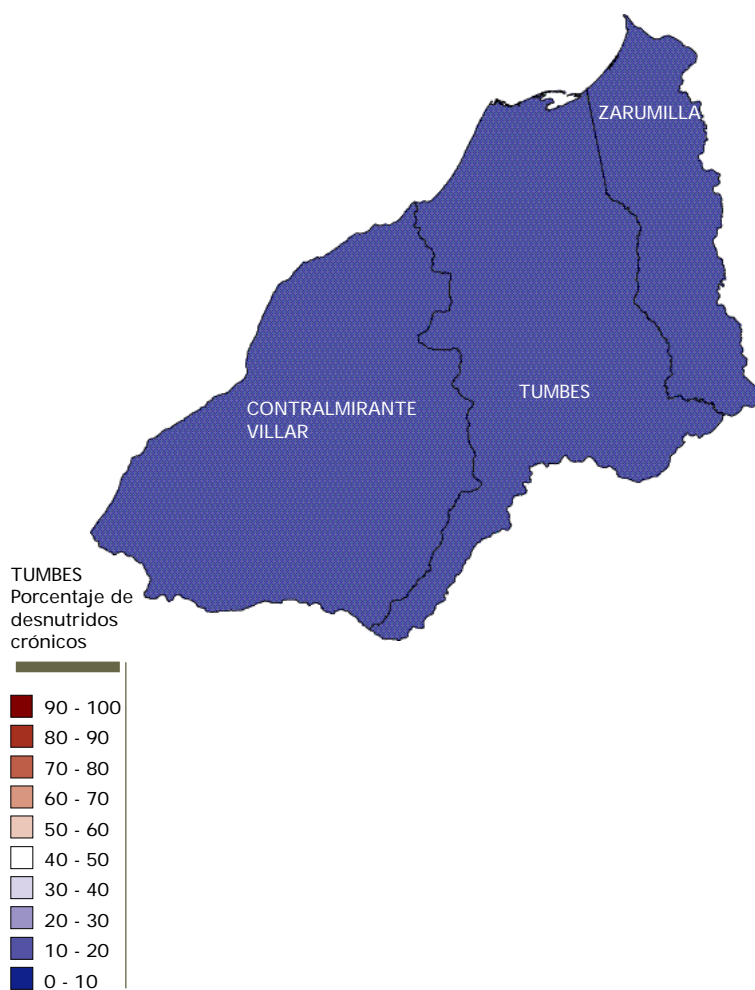 ZARUMILLA
TUMBES
CONTRALMIRANTE
VILLAR
TUMBES
Porcentaje de
desnutridos
crónicos
90 - 100
80 - 90
70 - 80
60 - 70
50 - 60
40 - 50
30 - 40
20 - 30
10 - 20
0 - 10